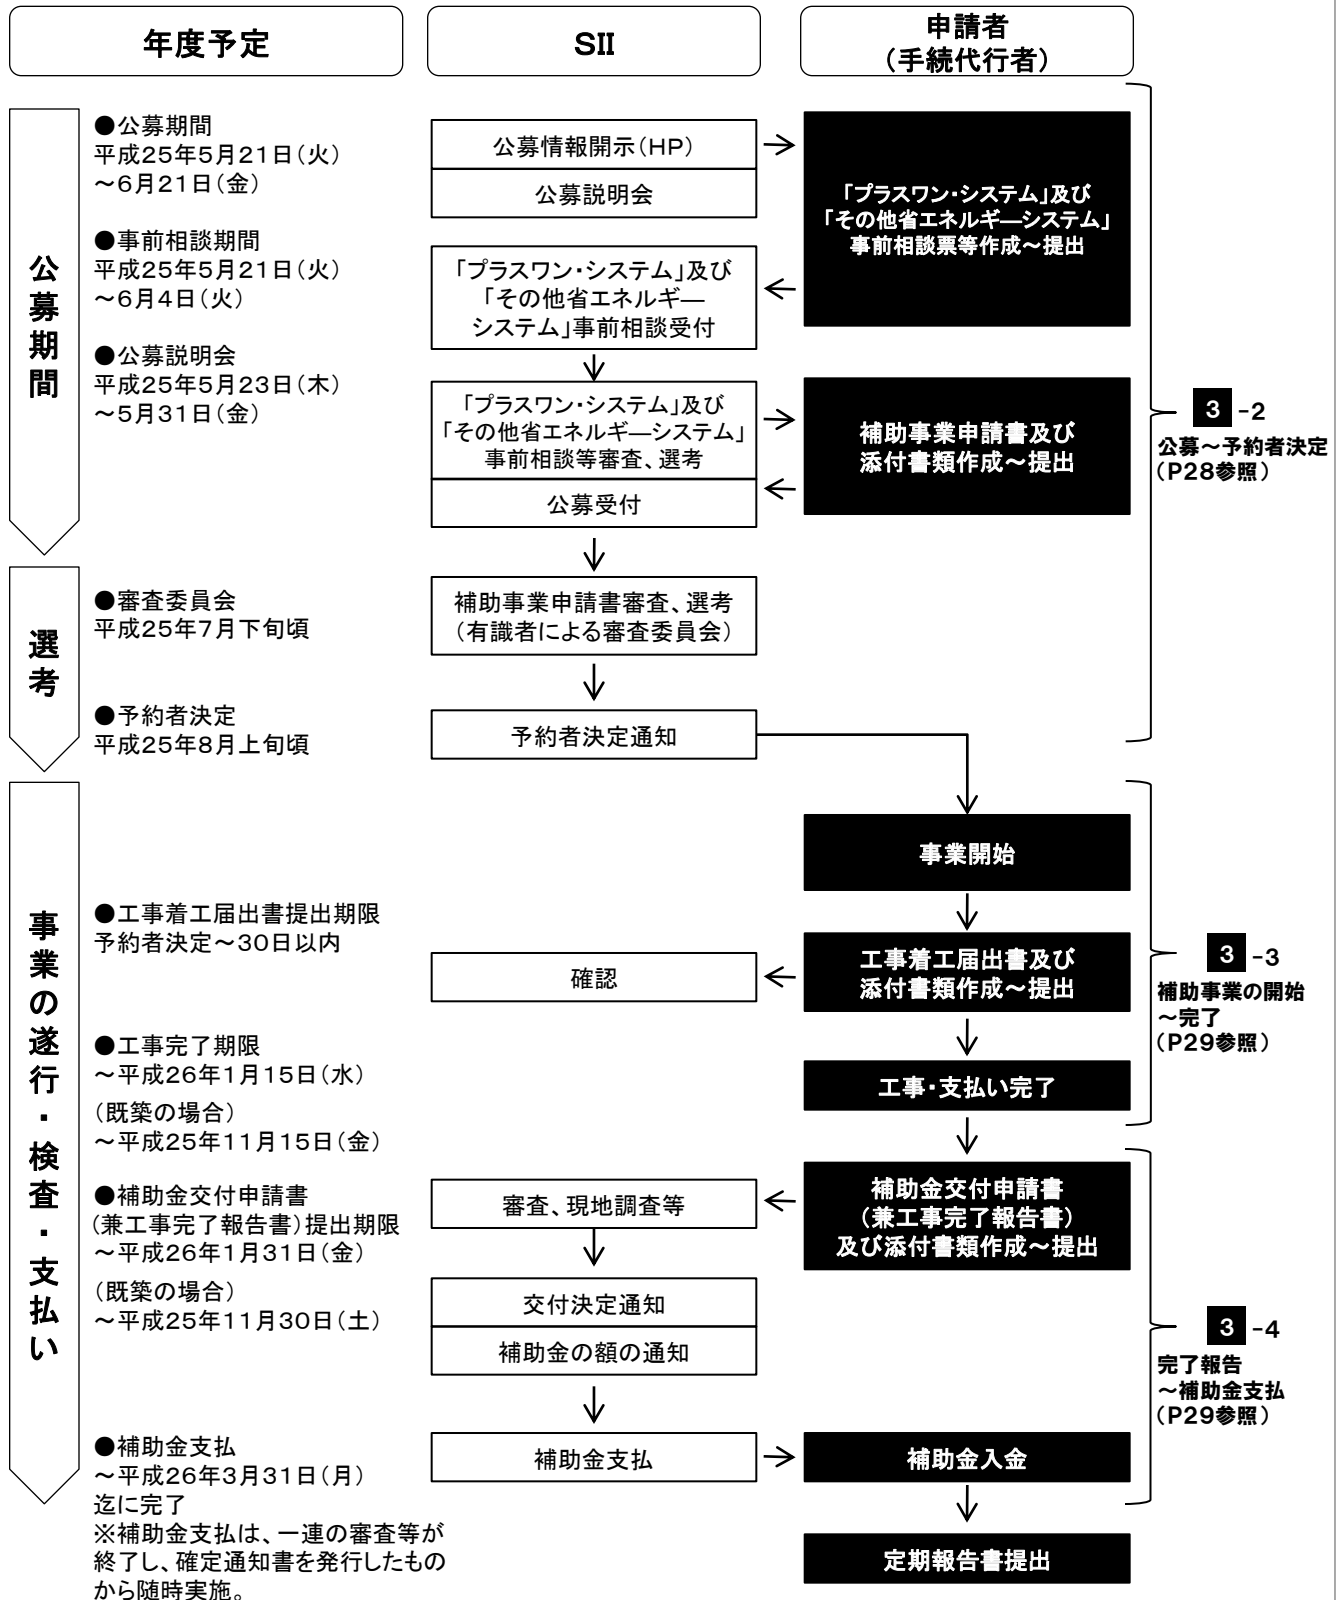 年度予定
SII
申請者
（手続代行者）
公募期間
●公募期間
平成25年5月21日（火）
～6月21日（金）
●事前相談期間
平成25年5月21日（火）
～6月4日（火）
●公募説明会
平成25年5月23日（木）
～5月31日（金）
公募情報開示（HP）
公募説明会
「プラスワン・システム」及び
「その他省エネルギ―
システム」事前相談受付
「プラスワン・システム」及び
「その他省エネルギ―システム」
事前相談等審査、選考
公募受付
「プラスワン・システム」及び
「その他省エネルギ―システム」
事前相談票等作成～提出
補助事業申請書及び
添付書類作成～提出
3 -2
公募～予約者決定
（P28参照）
選考
●審査委員会
平成25年7月下旬頃
●予約者決定
平成25年8月上旬頃
補助事業申請書審査、選考
（有識者による審査委員会）
予約者決定通知
事業の遂行・検査・支払い
●工事着工届出書提出期限
予約者決定～30日以内
●工事完了期限
～平成26年1月15日（水）
（既築の場合）
～平成25年11月15日（金）
●補助金交付申請書
（兼工事完了報告書）提出期限
～平成26年1月31日（金）
（既築の場合）
～平成25年11月30日（土）
●補助金支払
～平成26年3月31日（月）
迄に完了
※補助金支払は、一連の審査等が
終了し、確定通知書を発行したもの
から随時実施。
確認
審査、現地調査等
交付決定通知
補助金の額の通知
補助金支払
事業開始
工事着工届出書及び
添付書類作成～提出
工事・支払い完了
補助金交付申請書
（兼工事完了報告書）
及び添付書類作成～提出
補助金入金
定期報告書提出
3 -3
補助事業の開始
～完了
（P29参照）
3 -4
完了報告
～補助金支払
（P29参照）